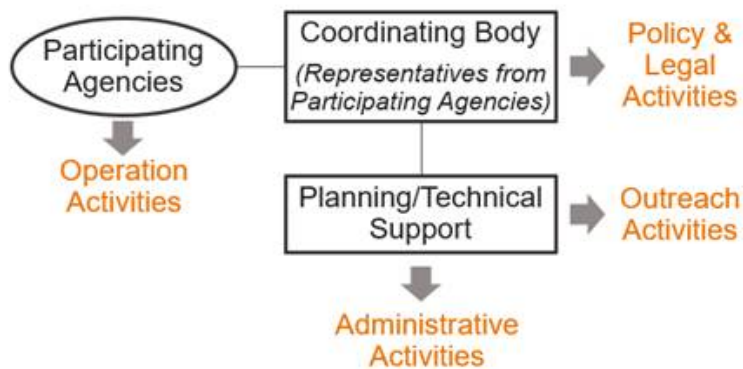 Participating
Agencies
Coordinating Body
(Representatives from
Participating Agencies)
Policy &
Legal
Activities
Operation
Activities
Planning/Technical
Support
Outreach
Activities
Administrative
Activities